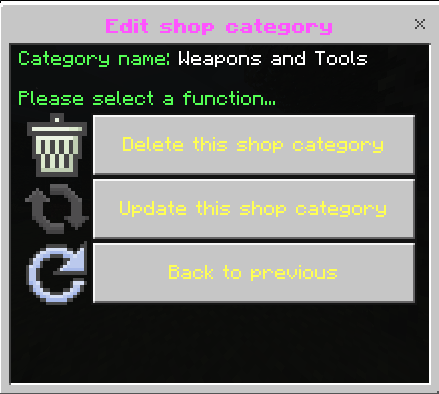 Edit shop category
Category name: Weapons and Tools
Please select a function...
Delete this shop category
Update this shop category
Back to previous